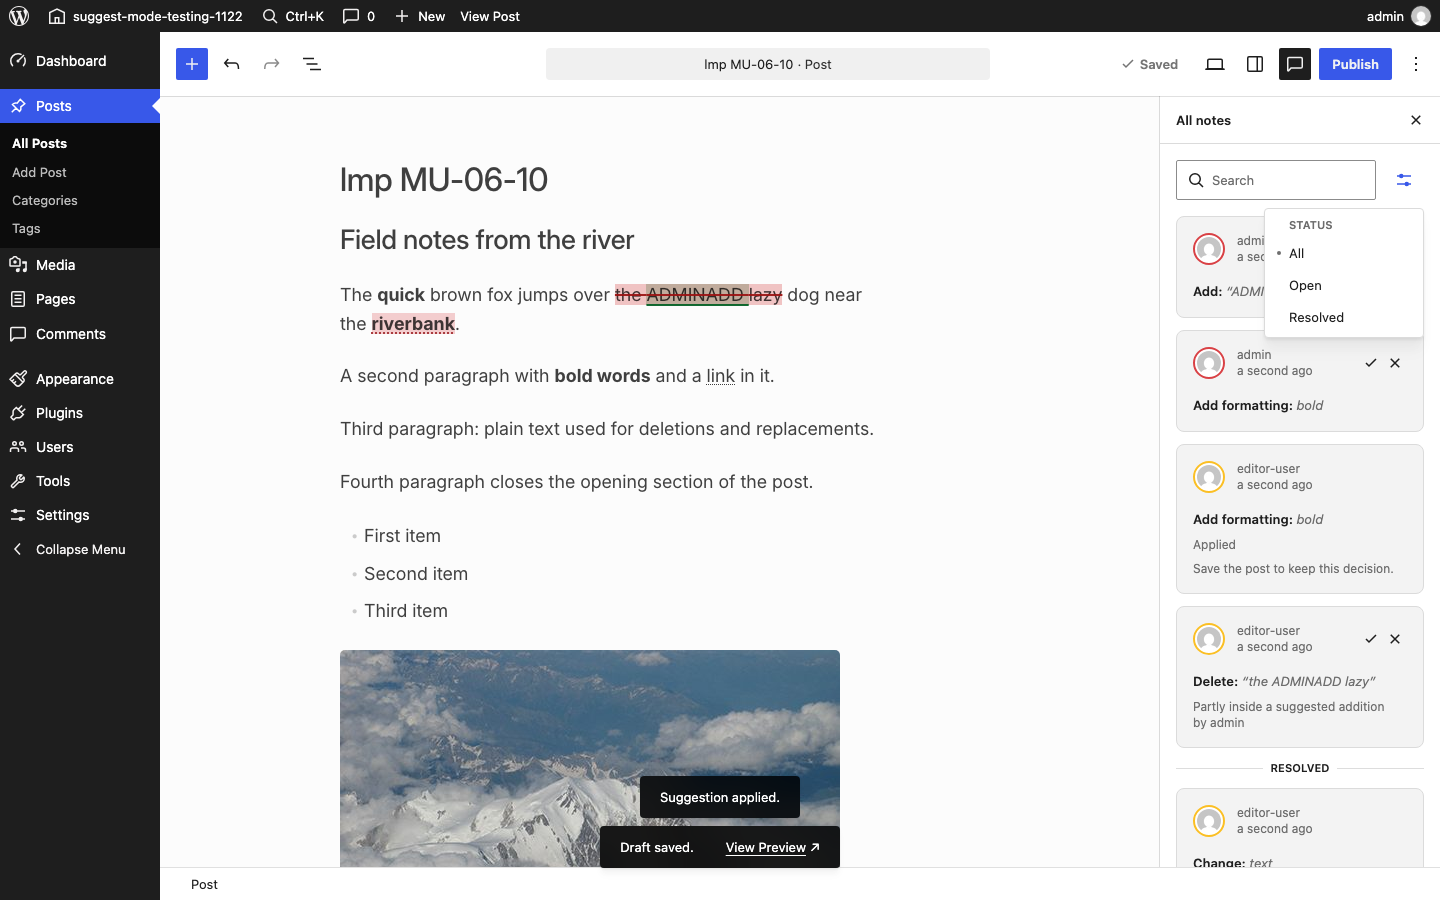 suggest-mode-testing-1122
Ctrl+K
0
New
View Post
admin
Dashboard
Posts
All Posts
Add Post
Categories
Tags
Media
Pages
Comments
Appearance
Plugins
Users
Tools
Settings
Collapse Menu
Imp MU-06-10 · Post
Saved
Publish
Imp MU-06-10
Field notes from the river
The quick brown fox jumps over the ADMINADD lazy dog near
the riverbank.
A second paragraph with bold words and a link in it.
Third paragraph: plain text used for deletions and replacements.
Fourth paragraph closes the opening section of the post.
First item
Second item
Third item
Suggestion applied.
Draft saved.
View Preview ↗
Post
All notes
Search
STATUS
All
Open
Resolved
admi
a sec
Add: “ADMI
admin
a second ago
Add formatting: bold
editor-user
a second ago
Add formatting: bold
Applied
Save the post to keep this decision.
editor-user
a second ago
Delete: “the ADMINADD lazy”
Partly inside a suggested addition
by admin
RESOLVED
editor-user
a second ago
Change: text